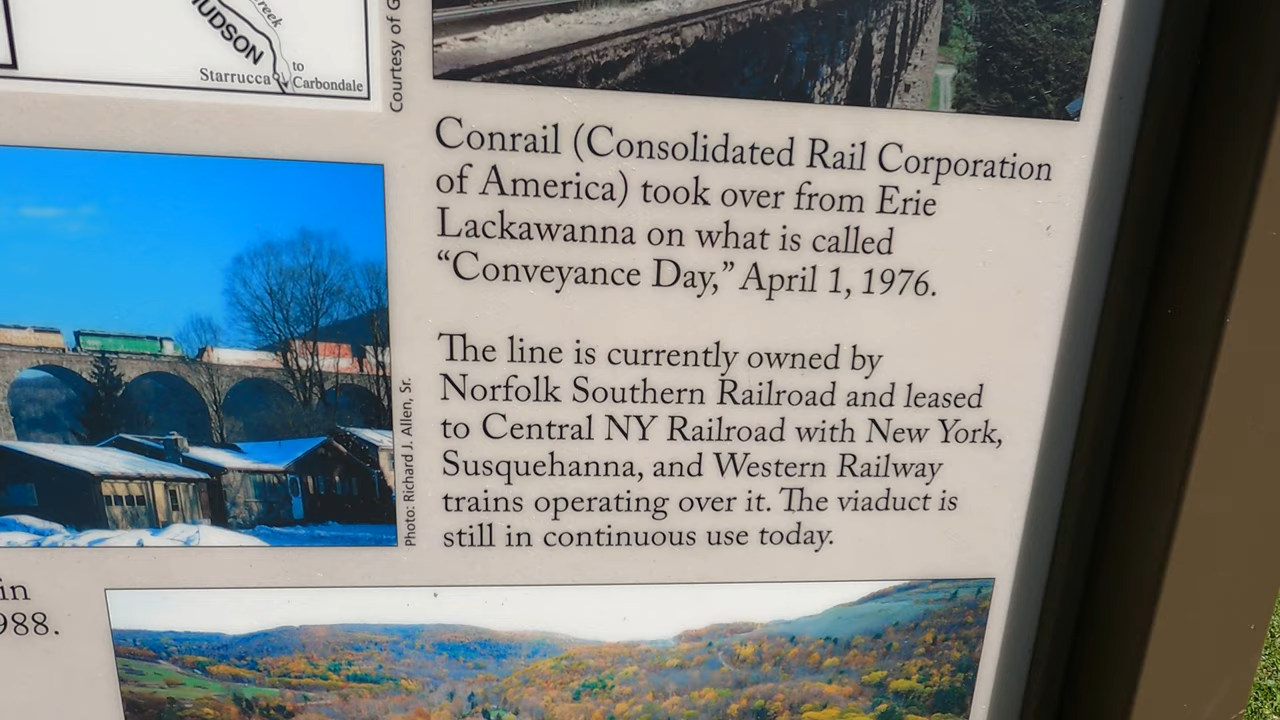 reek
HUDSON
to
Starrucca
Carbondale
Courtesy of G
Conrail (Consolidated Rail Corporation
of America) took over from Erie
Lackawanna on what is called
“Conveyance Day,” April 1, 1976.
The line is currently owned by
Norfolk Southern Railroad and leased
to Central NY Railroad with New York,
Susquehanna, and Western Railway
trains operating over it. The viaduct is
still in continuous use today.
Photo: Richard J. Allen, Sr.
in
988.